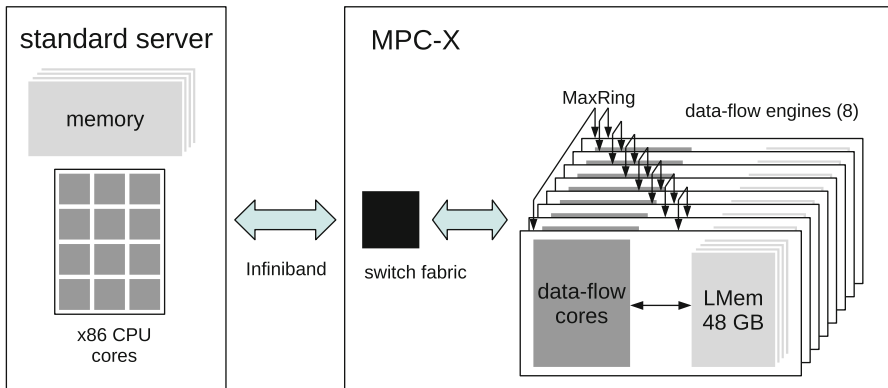 standard server
memory
x86 CPU
cores
Infiniband
MPC-X
switch fabric
MaxRing
data-flow engines (8)
data-flow
cores
LMem
48 GB